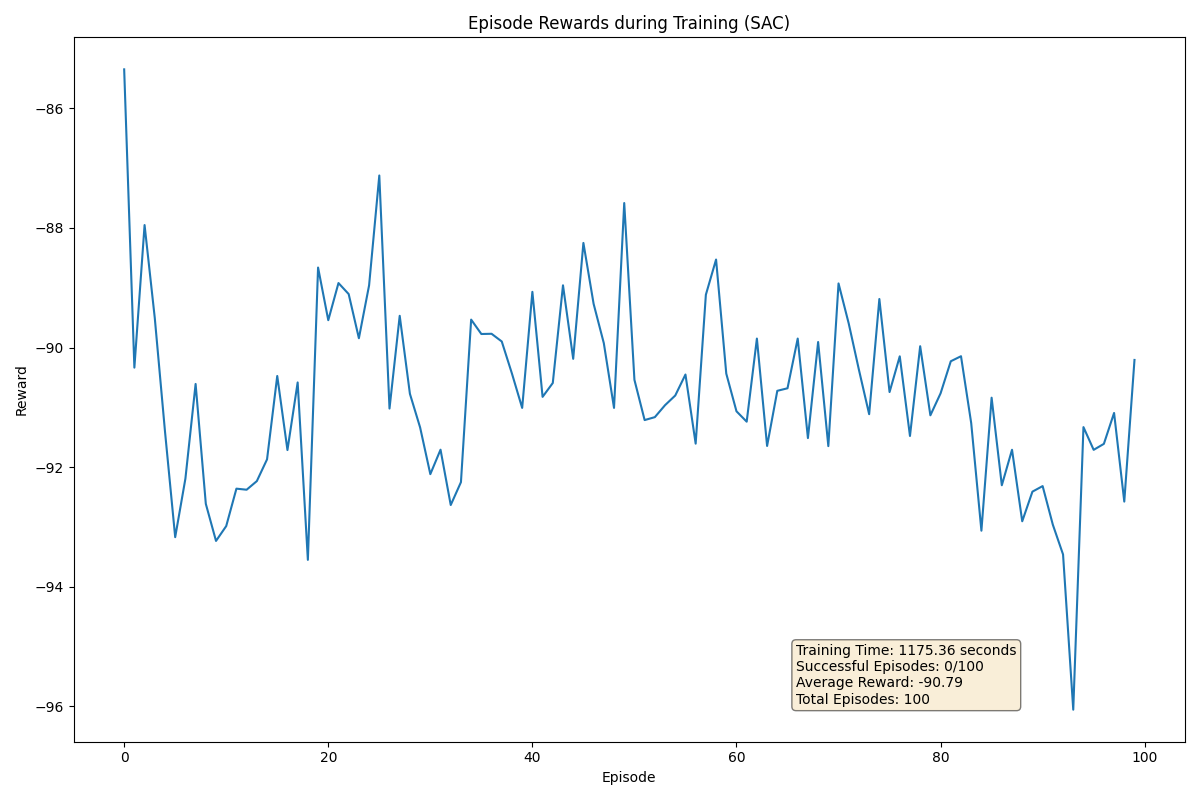 Episode Rewards during Training (SAC)
Reward
−86
−88
−90
−92
−94
−96
Training Time: 1175.36 seconds
Successful Episodes: 0/100
Average Reward: -90.79
Total Episodes: 100
0
20
40
60
80
100
Episode